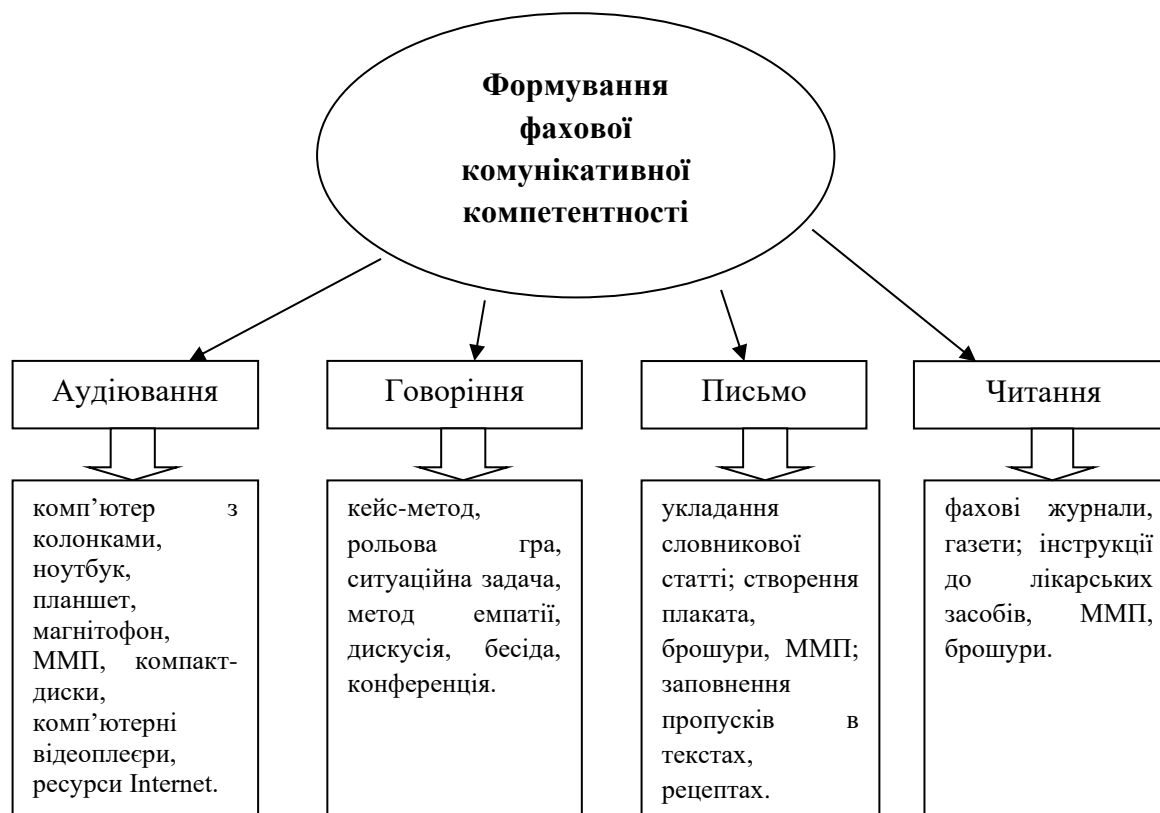 Формування
фахової
комунікативної
компетентності
Аудіювання
Говоріння
Письмо
Читання
комп’ютер з
колонками,
ноутбук,
планшет,
магнітофон,
ММП, компакт-
диски,
комп’ютерні
відеоплеєри,
ресурси Internet.
кейс-метод,
рольова гра,
ситуаційна задача,
метод емпатії,
дискусія, бесіда,
конференція.
укладання
словникової
статті; створення
плаката,
брошури, ММП;
заповнення
пропусків в
текстах,
рецептах.
фахові журнали,
газети; інструкції
до лікарських
засобів, ММП,
брошури.